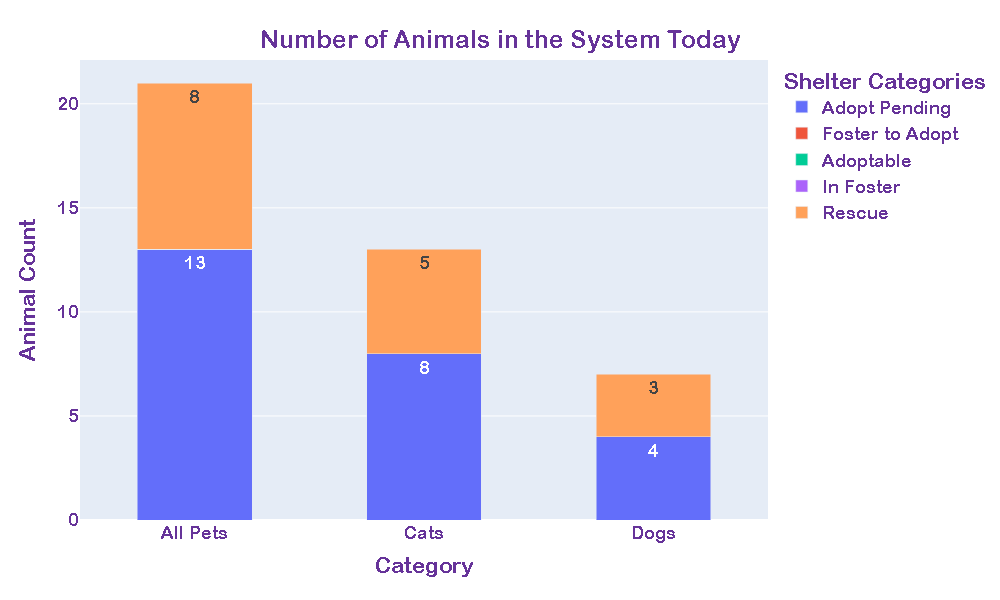 Number of Animals in the System Today
Shelter Categories
Adopt Pending
Foster to Adopt
Adoptable
In Foster
Rescue
Animal Count
20
15
10
5
0
8
13
5
8
3
4
All Pets
Cats
Dogs
Category